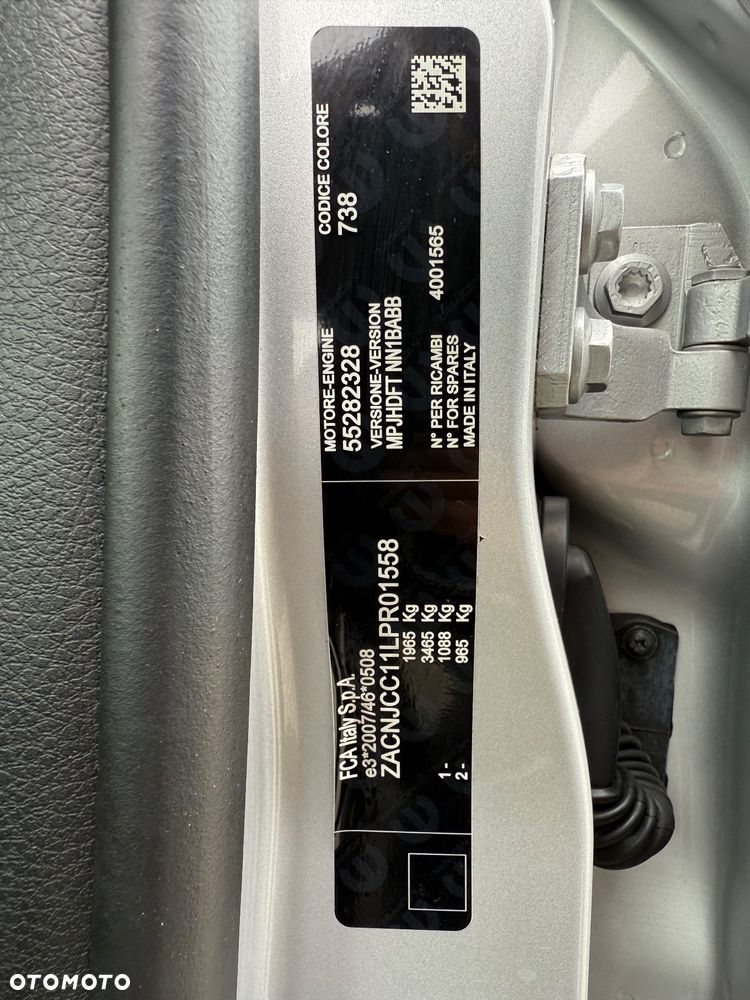 FCA Italy S.p.A.
e3*2007/46*0508
ZACNJCC11LPR01558
1965 Kg
3465 Kg
1- 1088 Kg
2- 965 Kg
MOTORE-ENGINE
55282328
VERSIONE-VERSION
MPJHDFT NN1BABB
N° PER RICAMBI
N° FOR SPARES
4001565
MADE IN ITALY
CODICE COLORE
738
OTOMOTO